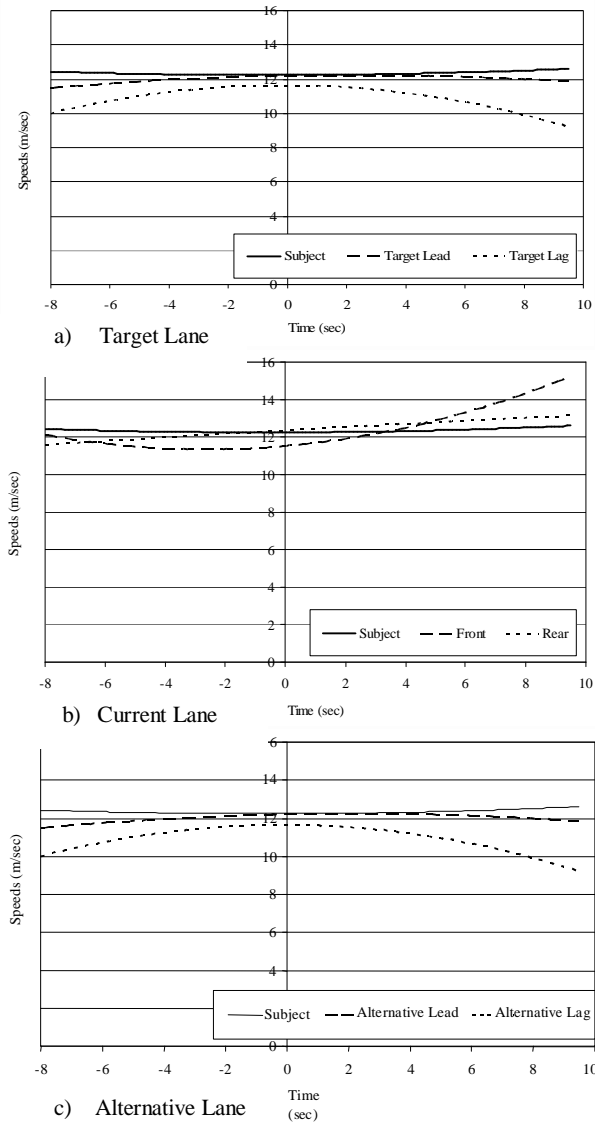 16
14
12
10
8
6
4
2
0
-8 -6 -4 -2 0 2 4 6 8 10
Speeds (m/sec)
Subject Target Lead Target Lag
Time (sec)
a) Target Lane
16
14
12
10
8
6
4
2
0
-8 -6 -4 -2 0 2 4 6 8 10
Speeds (m/sec)
Subject Front Rear
Time (sec)
b) Current Lane
6
14
12
10
8
6
4
2
0
-8 -6 -4 -2 0 2 4 6 8 10
Speeds (m/sec)
Subject Alternative Lead Alternative Lag
Time
(sec)
c) Alternative Lane